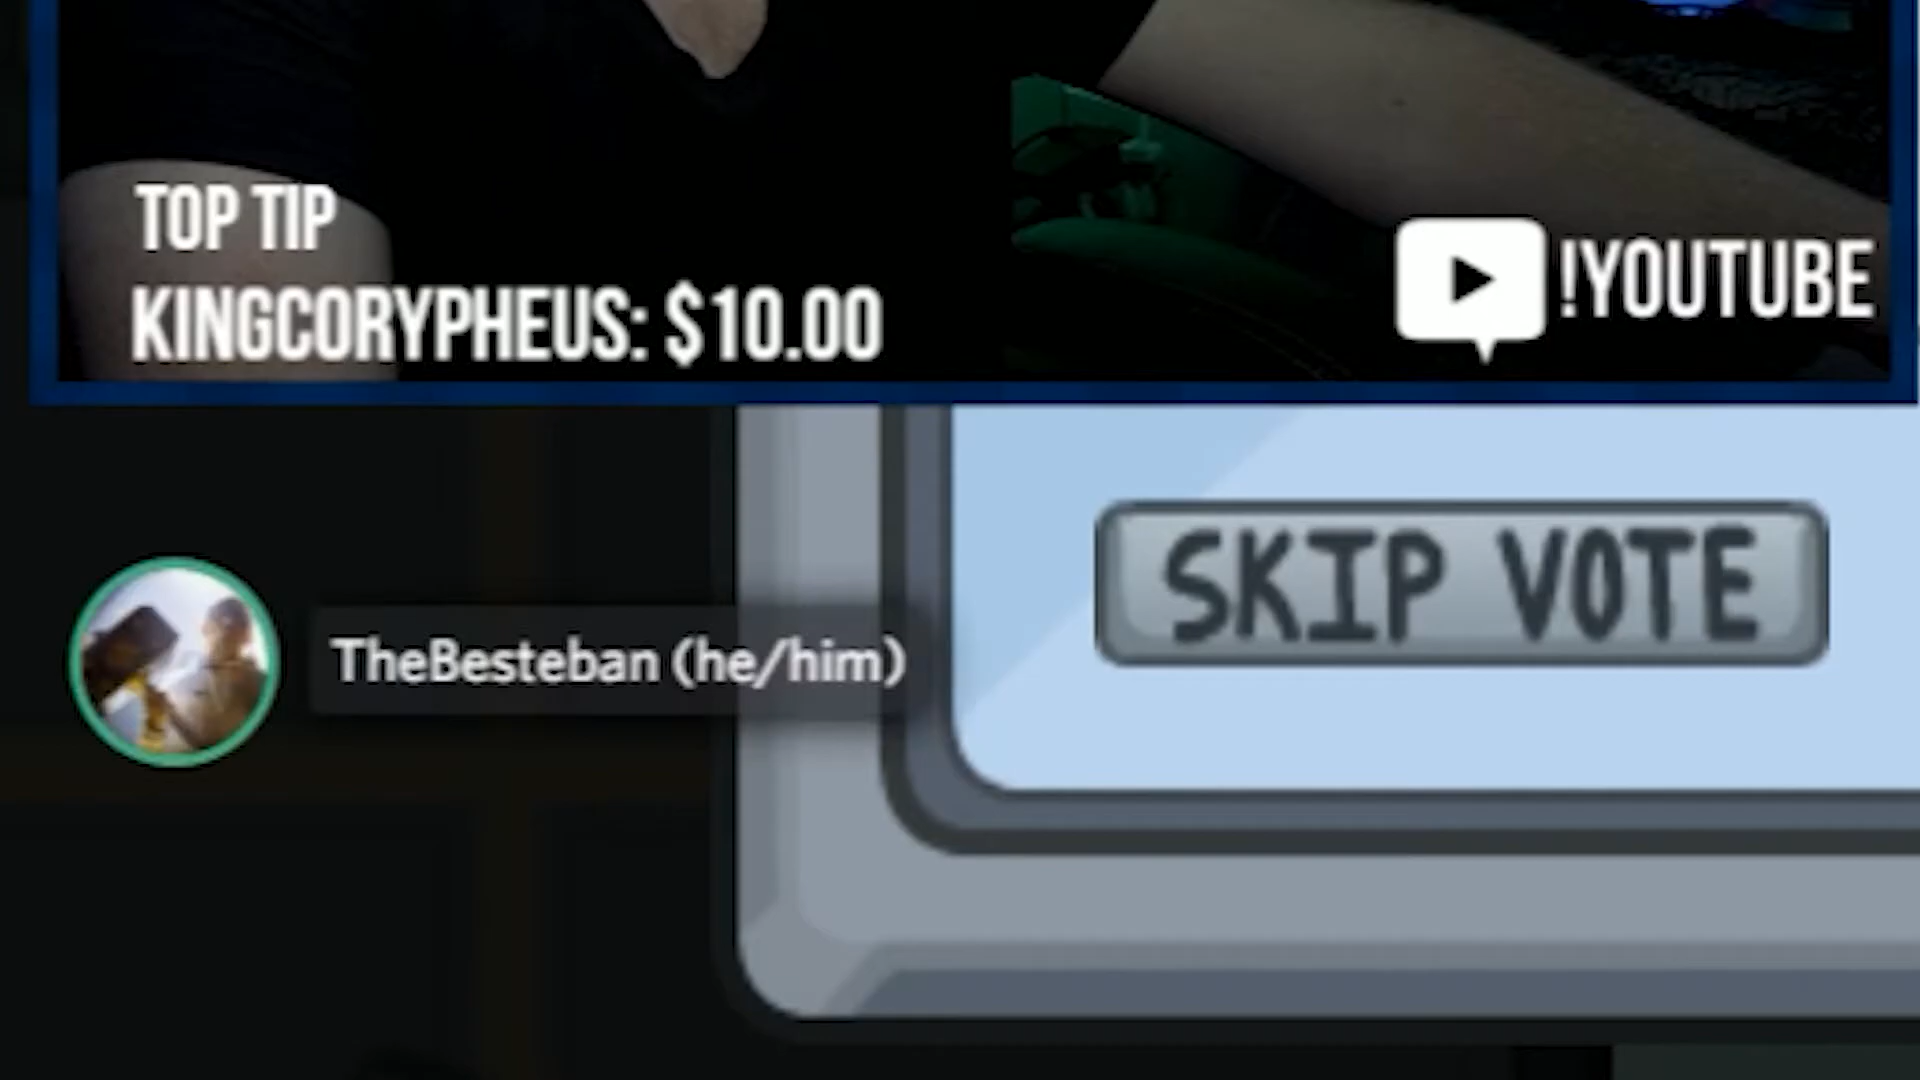 TOP TIP
KINGCORYPHEUS: $10.00
!YOUTUBE
SKIP VOTE
TheBesteban (he/him)